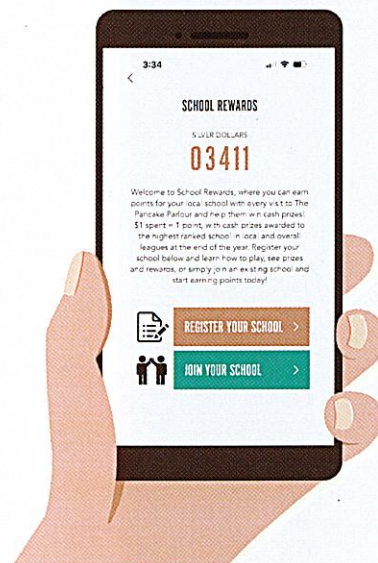 3:34
SCHOOL REWARDS
SILVER DOLLARS
03411
Welcome to School Rewards, where you can earn
points for your local school with every visit to The
Pancake Parlour and help them win cash prizes!
$1 spent = 1 point, with cash prizes awarded to
the highest ranked school in local and overall
leagues at the end of the year. Register your
school below and learn how to play, see prizes
and rewards, or simply join an existing school and
start earning points today!
REGISTER YOUR SCHOOL >
JOIN YOUR SCHOOL >